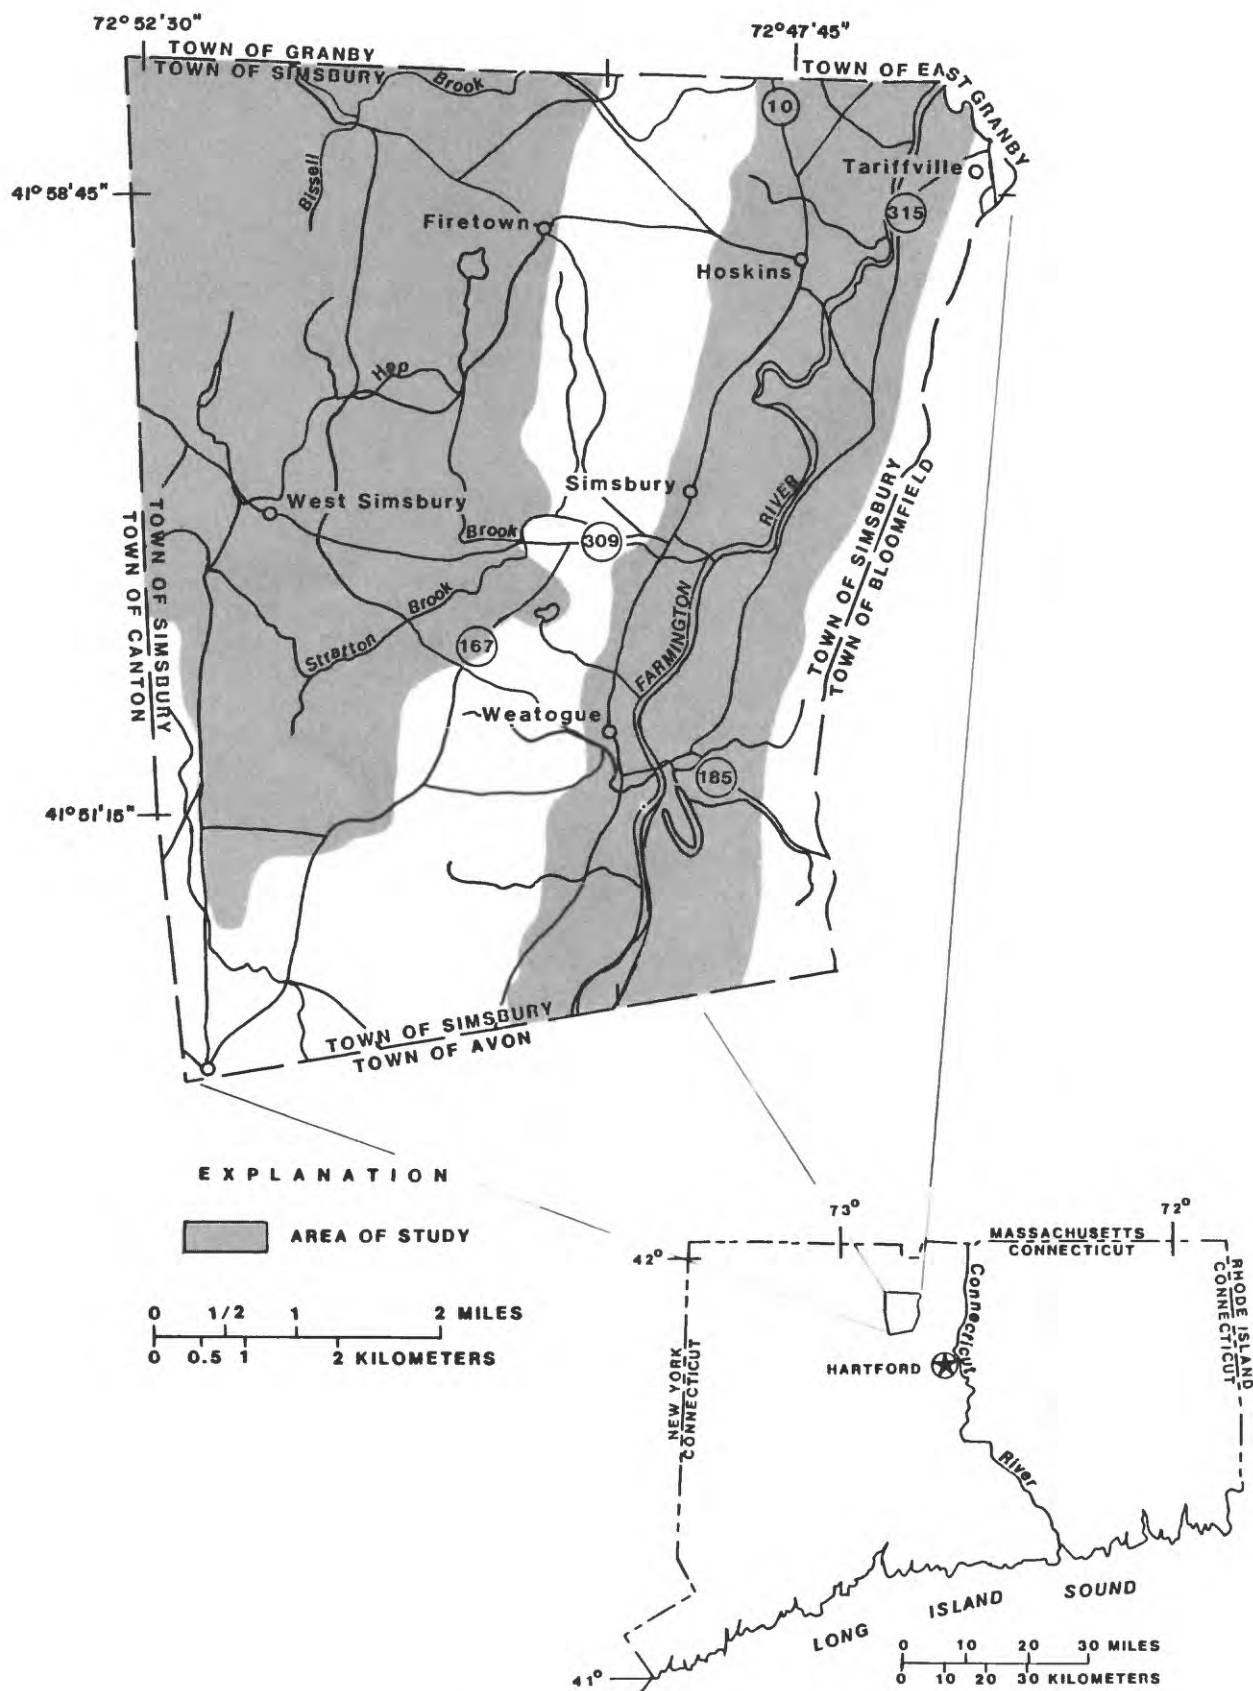 72°52'30"
72°47'45"
TOWN OF GRANBY
TOWN OF SIMSBURY
TOWN OF EAST GRANBY
Brook
10
Bissell
Tariffville
41°58'45"
315
Firetown
Hoskins
Hop
Simsbury
West Simsbury
RIVER
Brook
309
TOWN OF SIMSBURY
TOWN OF BLOOMFIELD
TOWN OF SIMSBURY
TOWN OF CANTON
Brook
Stratton
167
FARMINGTON
Weatogue
185
41°51'15"
TOWN OF SIMSBURY
TOWN OF AVON
EXPLANATION
AREA OF STUDY
0 1/2 1 2 MILES
0 0.5 1 2 KILOMETERS
73°
72°
42°
MASSACHUSETTS
CONNECTICUT
Connecticut
RHODE ISLAND
CONNECTICUT
HARTFORD
NEW YORK
CONNECTICUT
River
LONG ISLAND SOUND
41°
0 10 20 30 MILES
0 10 20 30 KILOMETERS